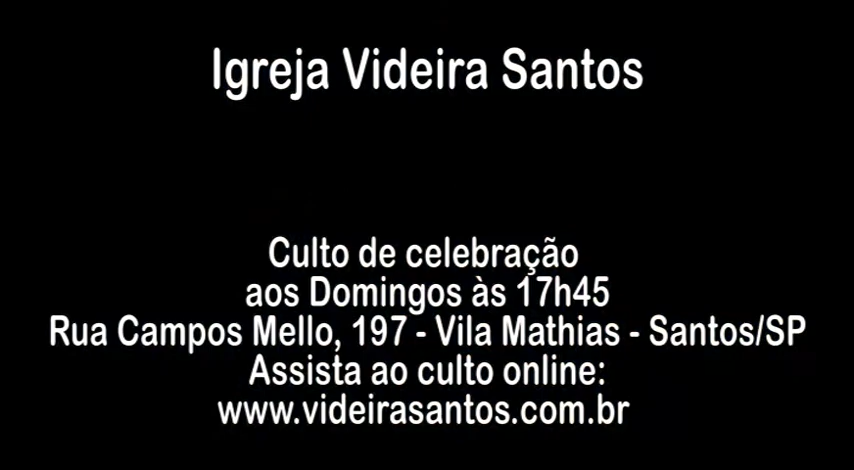 Igreja Videira Santos
Culto de celebração
aos Domingos às 17h45
Rua Campos Mello, 197 - Vila Mathias - Santos/SP
Assista ao culto online:
www.videirasantos.com.br